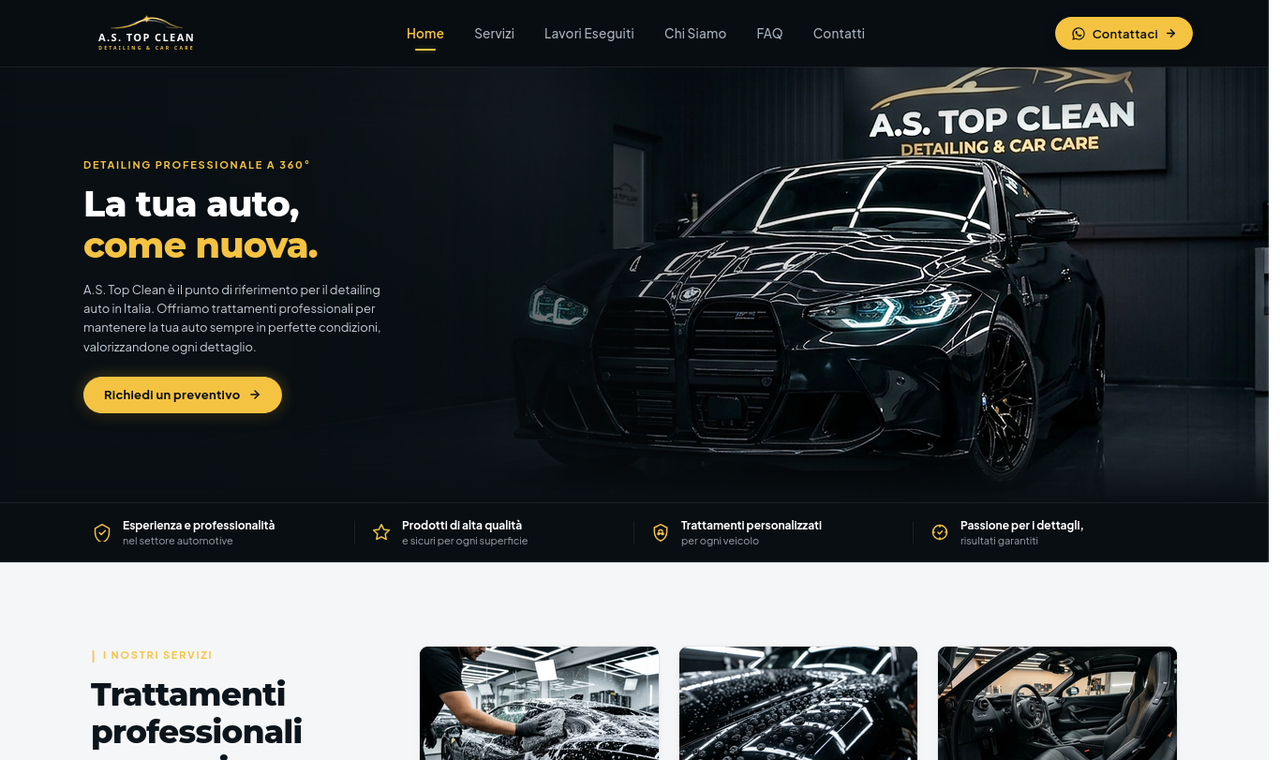 A.S. TOP CLEAN
DETAILING & CAR CARE
Home
Servizi
Lavori Eseguiti
Chi Siamo
FAQ
Contatti
Contattaci
A.S. TOP CLEAN
DETAILING & CAR CARE
DETAILING PROFESSIONALE A 360°
La tua auto,
come nuova.
A.S. Top Clean è il punto di riferimento per il detailing
auto in Italia. Offriamo trattamenti professionali per
mantenere la tua auto sempre in perfette condizioni,
valorizzandone ogni dettaglio.
Richiedi un preventivo
Esperienza e professionalità
nel settore automotive
Prodotti di alta qualità
e sicuri per ogni superficie
Trattamenti personalizzati
per ogni veicolo
Passione per i dettagli,
risultati garantiti
I NOSTRI SERVIZI
Trattamenti
professionali